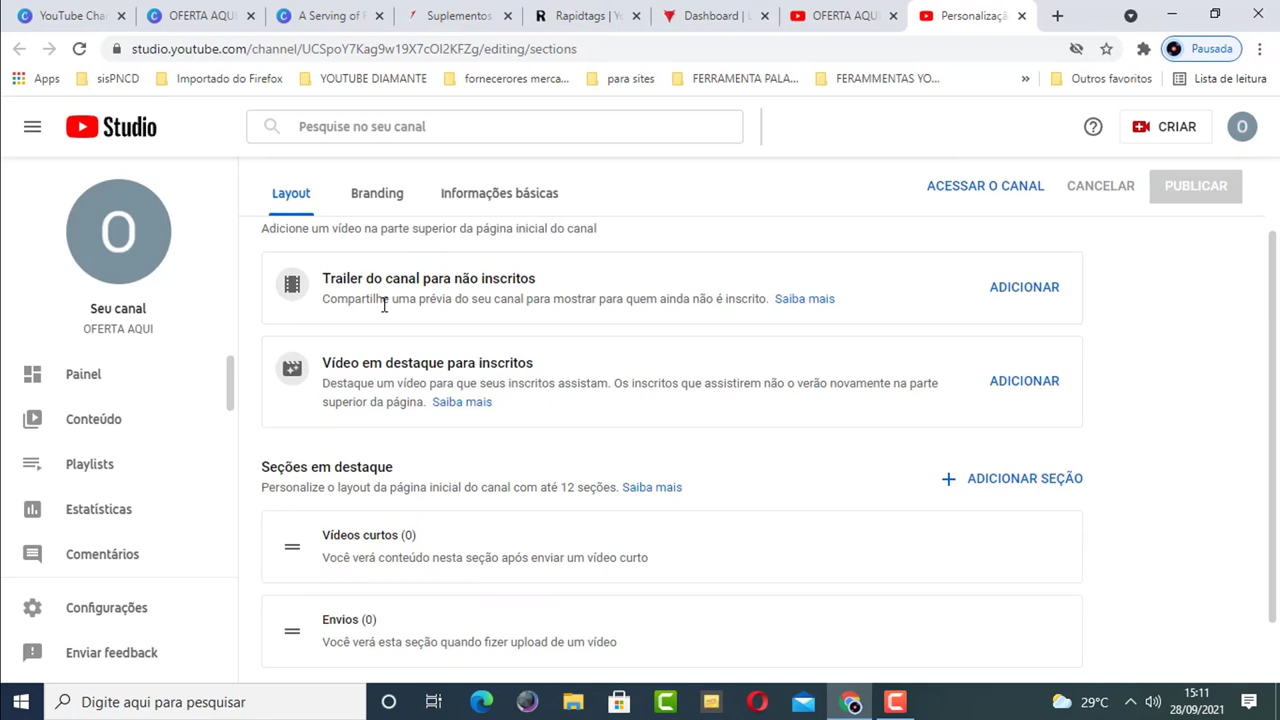 YouTube Cha
OFERTA AQU
A Serving of F
Suplementos
Rapidtags | Yo
Dashboard | L
OFERTA AQU
Personalizaçã
studio.youtube.com/channel/UCSpoY7Kag9w19X7cOl2KFZg/editing/sections
Pausada
Apps
sisPNCD
Importado do Firefox
YOUTUBE DIAMANTE
fornecerores merca...
para sites
FERRAMENTA PALA...
FERAMMENTAS YO...
Outros favoritos
Lista de leitura
Studio
Pesquise no seu canal
CRIAR
O
O
Seu canal
OFERTA AQUI
Painel
Conteúdo
Playlists
Estatísticas
Comentários
Configurações
Enviar feedback
Layout
Branding
Informações básicas
ACESSAR O CANAL
CANCELAR
PUBLICAR
Adicione um vídeo na parte superior da página inicial do canal
Trailer do canal para não inscritos
Compartilhe uma prévia do seu canal para mostrar para quem ainda não é inscrito. Saiba mais
ADICIONAR
Vídeo em destaque para inscritos
Destaque um vídeo para que seus inscritos assistam. Os inscritos que assistirem não o verão novamente na parte
superior da página. Saiba mais
ADICIONAR
Seções em destaque
Personalize o layout da página inicial do canal com até 12 seções. Saiba mais
ADICIONAR SEÇÃO
Vídeos curtos (0)
Você verá conteúdo nesta seção após enviar um vídeo curto
Envios (0)
Você verá esta seção quando fizer upload de um vídeo
Digite aqui para pesquisar
29°C
15:11
28/09/2021